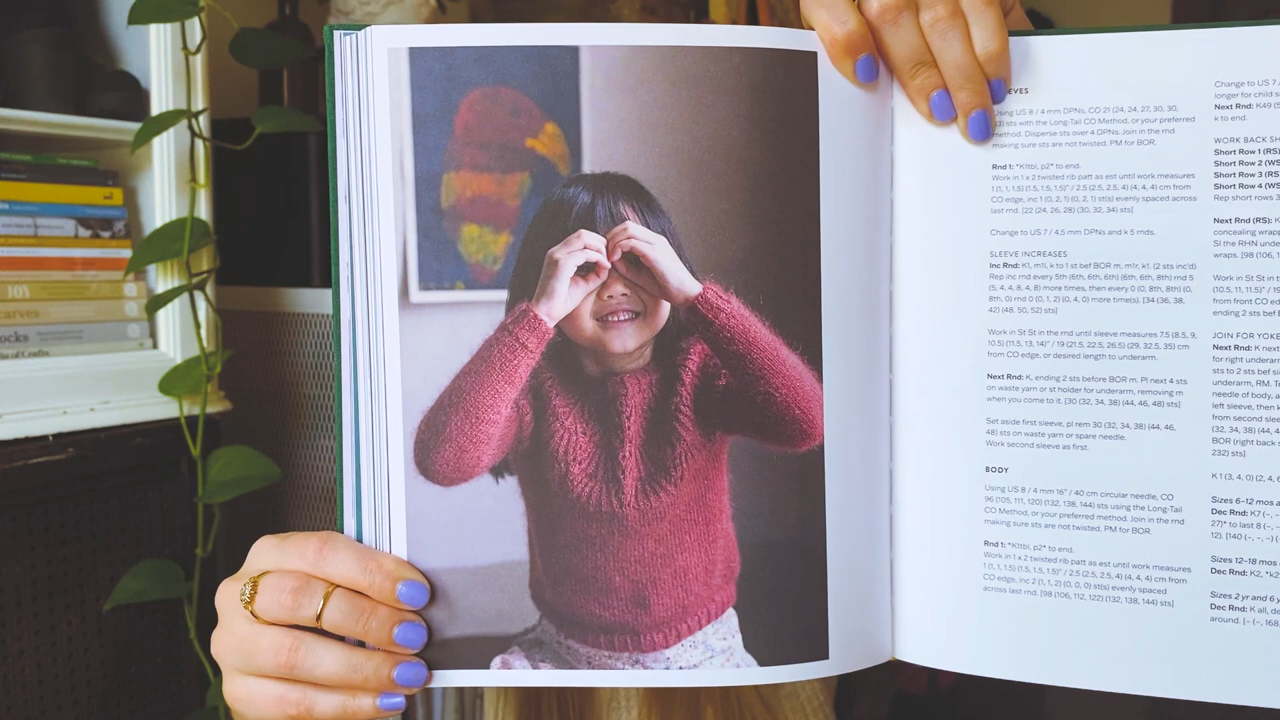 JOY
carves
ocks
ia of Crafts
EVES
Using US 8 / 4 mm DPNs. CO 21 (24, 24, 27, 30, 30,
33) sts with the Long-Tail CO Method, or your preferred
method. Disperse sts over 4 DPNs. Join in the rnd
making sure sts are not twisted. PM for BOR.
Rnd 1: *K1tbl, p2* to end.
Work in 1 x 2 twisted rib patt as est until work measures
1 (1, 1, 1.5) (1.5, 1.5, 1.5)" / 2.5 (2.5, 2.5, 4) (4, 4, 4) cm from
CO edge, inc 1 (0, 2, 1) (0, 2, 1) st(s) evenly spaced across
last rnd. [22 (24, 26, 28) (30, 32, 34) sts]
Change to US 7 / 4.5 mm DPNs and k 5 rnds.
SLEEVE INCREASES
Inc Rnd: K1, m1l, k to 1 st bef BOR m, m1r, k1. (2 sts inc'd)
Rep inc rnd every 5th (6th, 6th, 8th) (6th, 6th, 8th) rnd 5
(5, 4, 4, 8, 4, 8) more times, then every 0 (0, 8th, 8th) (0,
8th, 0) rnd 0 (0, 1, 2) (0, 4, 0) more time(s). [34 (36, 38,
42) (48, 50, 52) sts]
Work in St St in the rnd until sleeve measures 7.5 (8.5, 9,
10.5) (11.5, 13, 14)" / 19 (21.5, 22.5, 26.5) (29, 32.5, 35) cm
from CO edge, or desired length to underarm.
Next Rnd: K, ending 2 sts before BOR m. Pl next 4 sts
on waste yarn or st holder for underarm, removing m
when you come to it. [30 (32, 34, 38) (44, 46, 48) sts]
Set aside first sleeve, pl rem 30 (32, 34, 38) (44, 46,
48) sts on waste yarn or spare needle.
Work second sleeve as first.
BODY
Using US 8 / 4 mm 16" / 40 cm circular needle, CO
96 (105, 111, 120) (132, 138, 144) sts using the Long-Tail
CO Method, or your preferred method. Join in the rnd
making sure sts are not twisted. PM for BOR.
Rnd 1: *K1tbl, p2* to end.
Work in 1 x 2 twisted rib patt as est until work measures
1 (1, 1, 1.5) (1.5, 1.5, 1.5)" / 2.5 (2.5, 2.5, 4) (4, 4, 4) cm from
CO edge, inc 2 (1, 1, 2) (0, 0, 0) st(s) evenly spaced
across last rnd. [98 (106, 112, 122) (132, 138, 144) sts]
Change to US 7 /
longer for child s
Next Rnd: K49 (5
k to end.
WORK BACK SH
Short Row 1 (RS)
Short Row 2 (WS
Short Row 3 (RS
Short Row 4 (WS
Rep short rows 3
Next Rnd (RS): K
concealing wrapp
Sl the RHN under
wraps. [98 (106, 1
Work in St St in t
(10.5, 11, 11.5)" / 19
from front CO ed
ending 2 sts bef B
JOIN FOR YOKE
Next Rnd: K next
for right underarm
sts to 2 sts bef si
underarm, RM. Tr
needle of body, a
left sleeve, then k
from second slee
(32, 34, 38) (44, 4
BOR (right back s
232) sts]
K 1 (3, 4, 0) (2, 4, 6
Sizes 6–12 mos a
Dec Rnd: K7 (–, –
27)* to last 8 (–, –
12). [140 (–, –, –) (
Sizes 12–18 mos
Dec Rnd: K2, *k2
Sizes 2 yr and 6 y
Dec Rnd: K all, de
around. [– (–, 168,